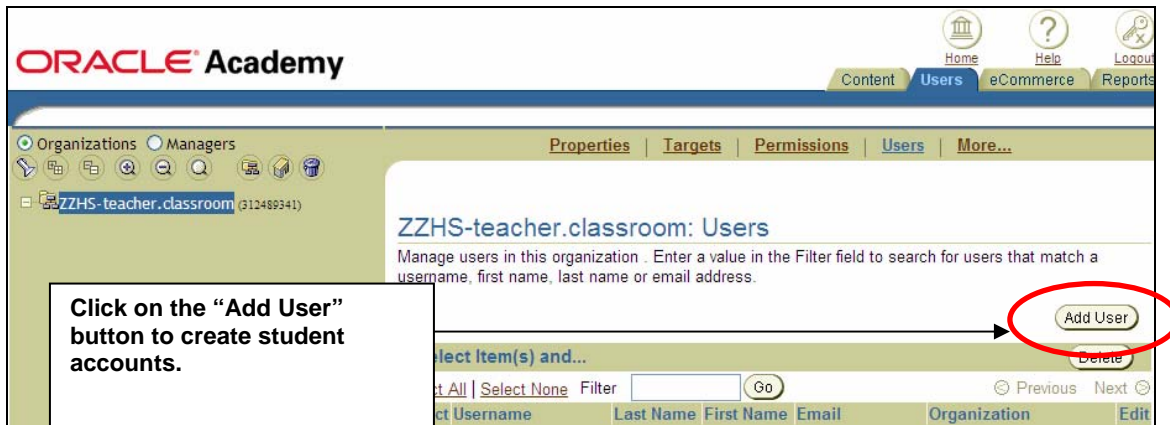 ORACLE Academy
Home Help Logout
Content Users eCommerce Reports
Organizations Managers
Properties | Targets | Permissions | Users | More...
ZZHS-teacher.classroom (312489341)
ZZHS-teacher.classroom: Users
Manage users in this organization . Enter a value in the Filter field to search for users that match a
username, first name, last name or email address.
Click on the “Add User”
button to create student
accounts.
Add User
elect Item(s) and...
Delete
ct All | Select None Filter Go Previous Next
ct Username Last Name First Name Email Organization Edit